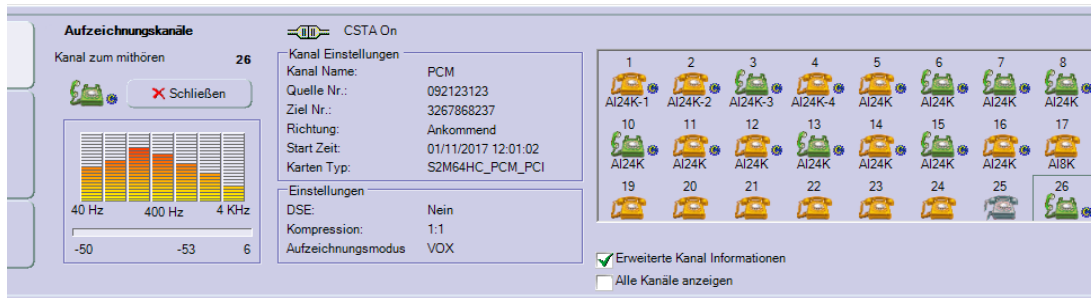 Aufzeichnungskanäle
Kanal zum mithören 26
Schließen
40 Hz 400 Hz 4 KHz
-50 -53 6
CSTA On
Kanal Einstellungen
Kanal Name: PCM
Quelle Nr.: 092123123
Ziel Nr.: 3267868237
Richtung: Ankommend
Start Zeit: 01/11/2017 12:01:02
Karten Typ: S2M64HC_PCM_PCI
Einstellungen
DSE: Nein
Kompression: 1:1
Aufzeichnungsmodus VOX
1 2 3 4 5 6 7 8
AI24K-1 AI24K-2 AI24K-3 AI24K-4 AI24K AI24K AI24K AI24K
10 11 12 13 14 15 16 17
AI24K AI24K AI24K AI24K AI24K AI24K AI24K AI8K
19 20 21 22 23 24 25 26
Erweiterte Kanal Informationen
Alle Kanäle anzeigen